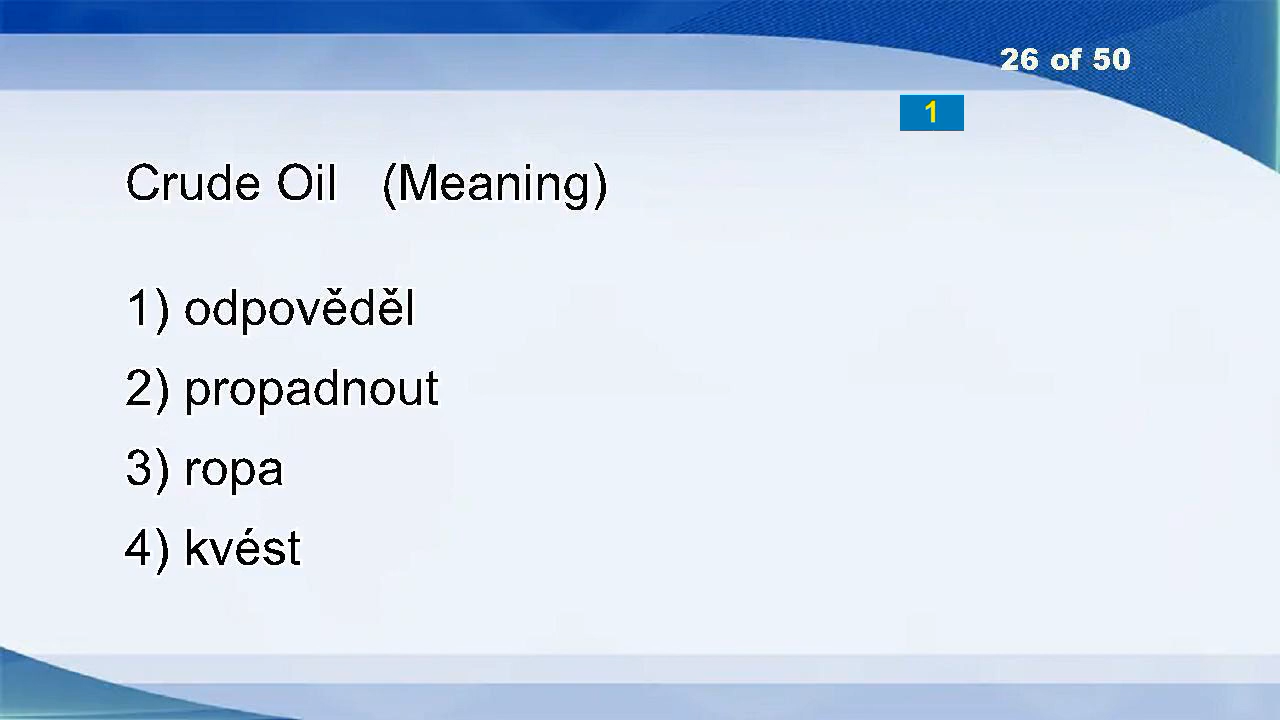 26 of 50
1
Crude Oil (Meaning)
1) odpověděl
2) propadnout
3) ropa
4) kvést